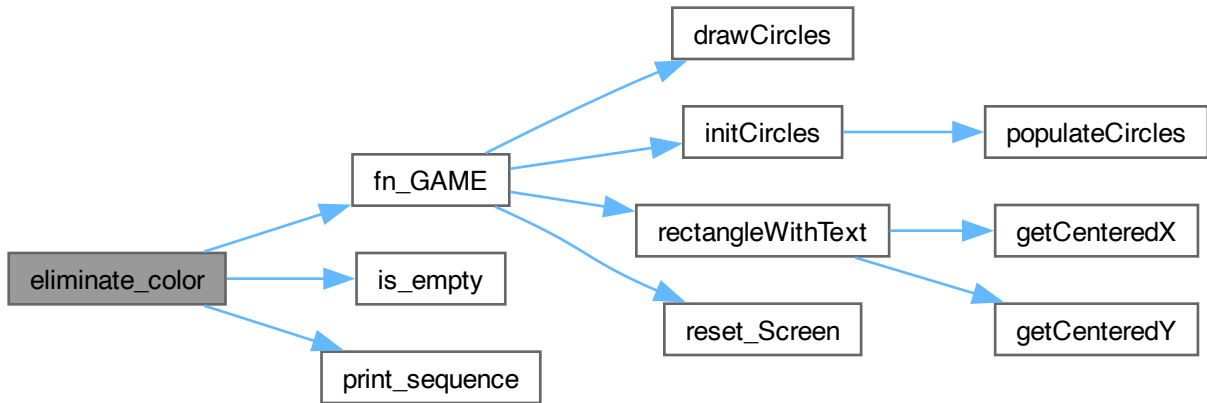 drawCircles
initCircles
populateCircles
fn_GAME
rectangleWithText
getCenteredX
eliminate_color
is_empty
reset_Screen
getCenteredY
print_sequence